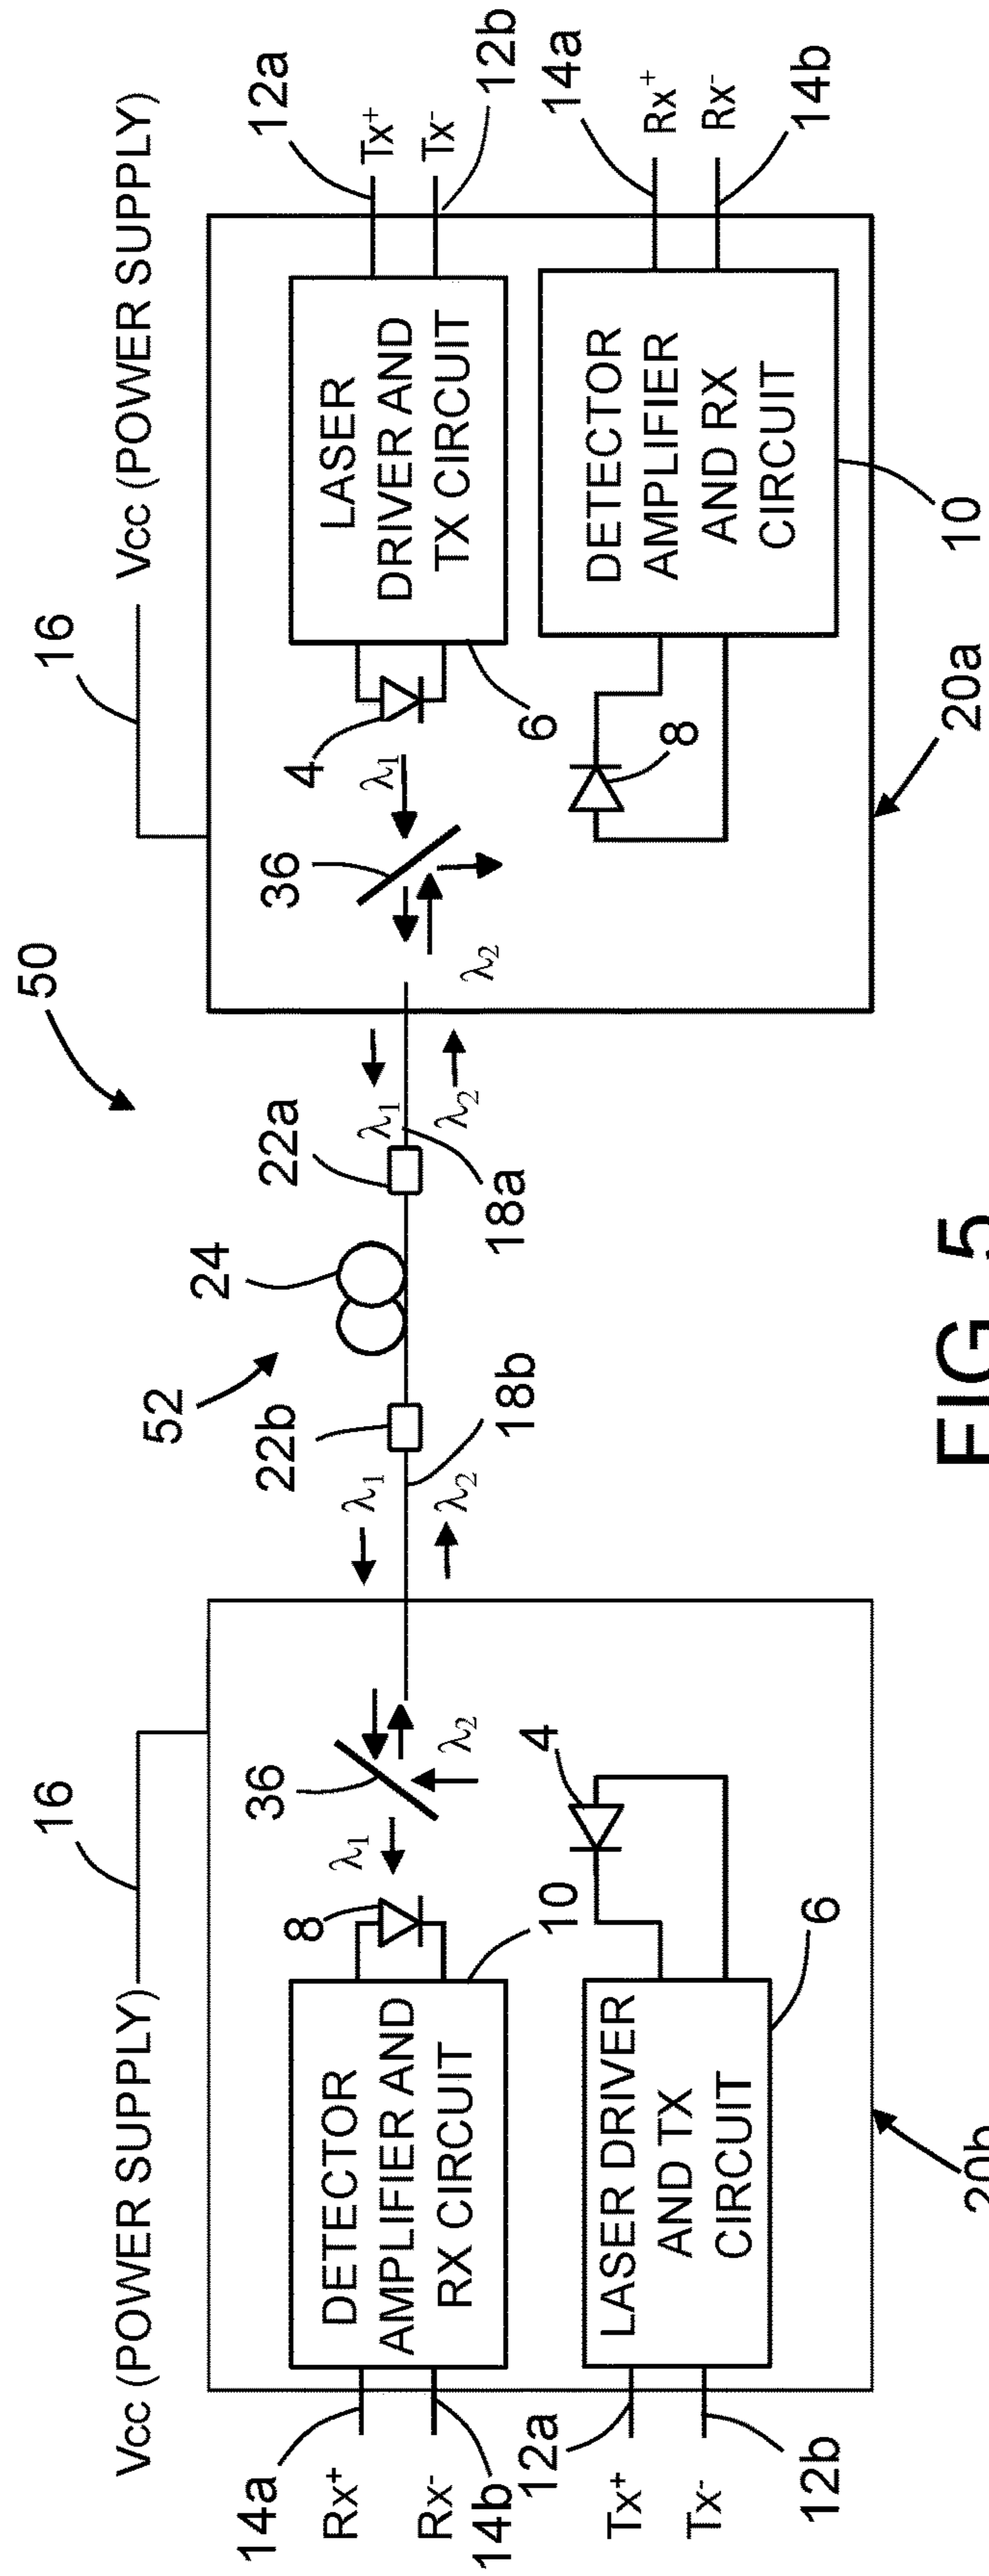 50
16
Vcc (POWER SUPPLY)
16
Vcc (POWER SUPPLY)
14a
Rx+
Rx-
14b
DETECTOR
AMPLIFIER AND
RX CIRCUIT
8
10
λ1
36
λ2
12a
Tx+
Tx-
12b
LASER DRIVER
AND TX
CIRCUIT
4
6
20b
λ1
λ2
22b
18b
52
24
22a
18a
λ1
λ2
36
λ2
λ1
4
6
LASER
DRIVER AND
TX CIRCUIT
12a
Tx+
Tx-
12b
8
DETECTOR
AMPLIFIER
AND RX
CIRCUIT
14a
Rx+
Rx-
14b
10
20a
FIG. 5